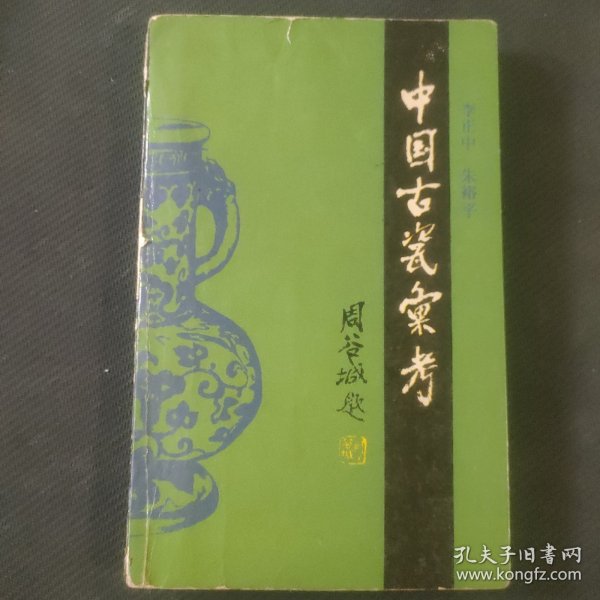 中国古瓷彙考
李正中 朱裕平
周谷城题
孔夫子旧书网
www.kongfz.com